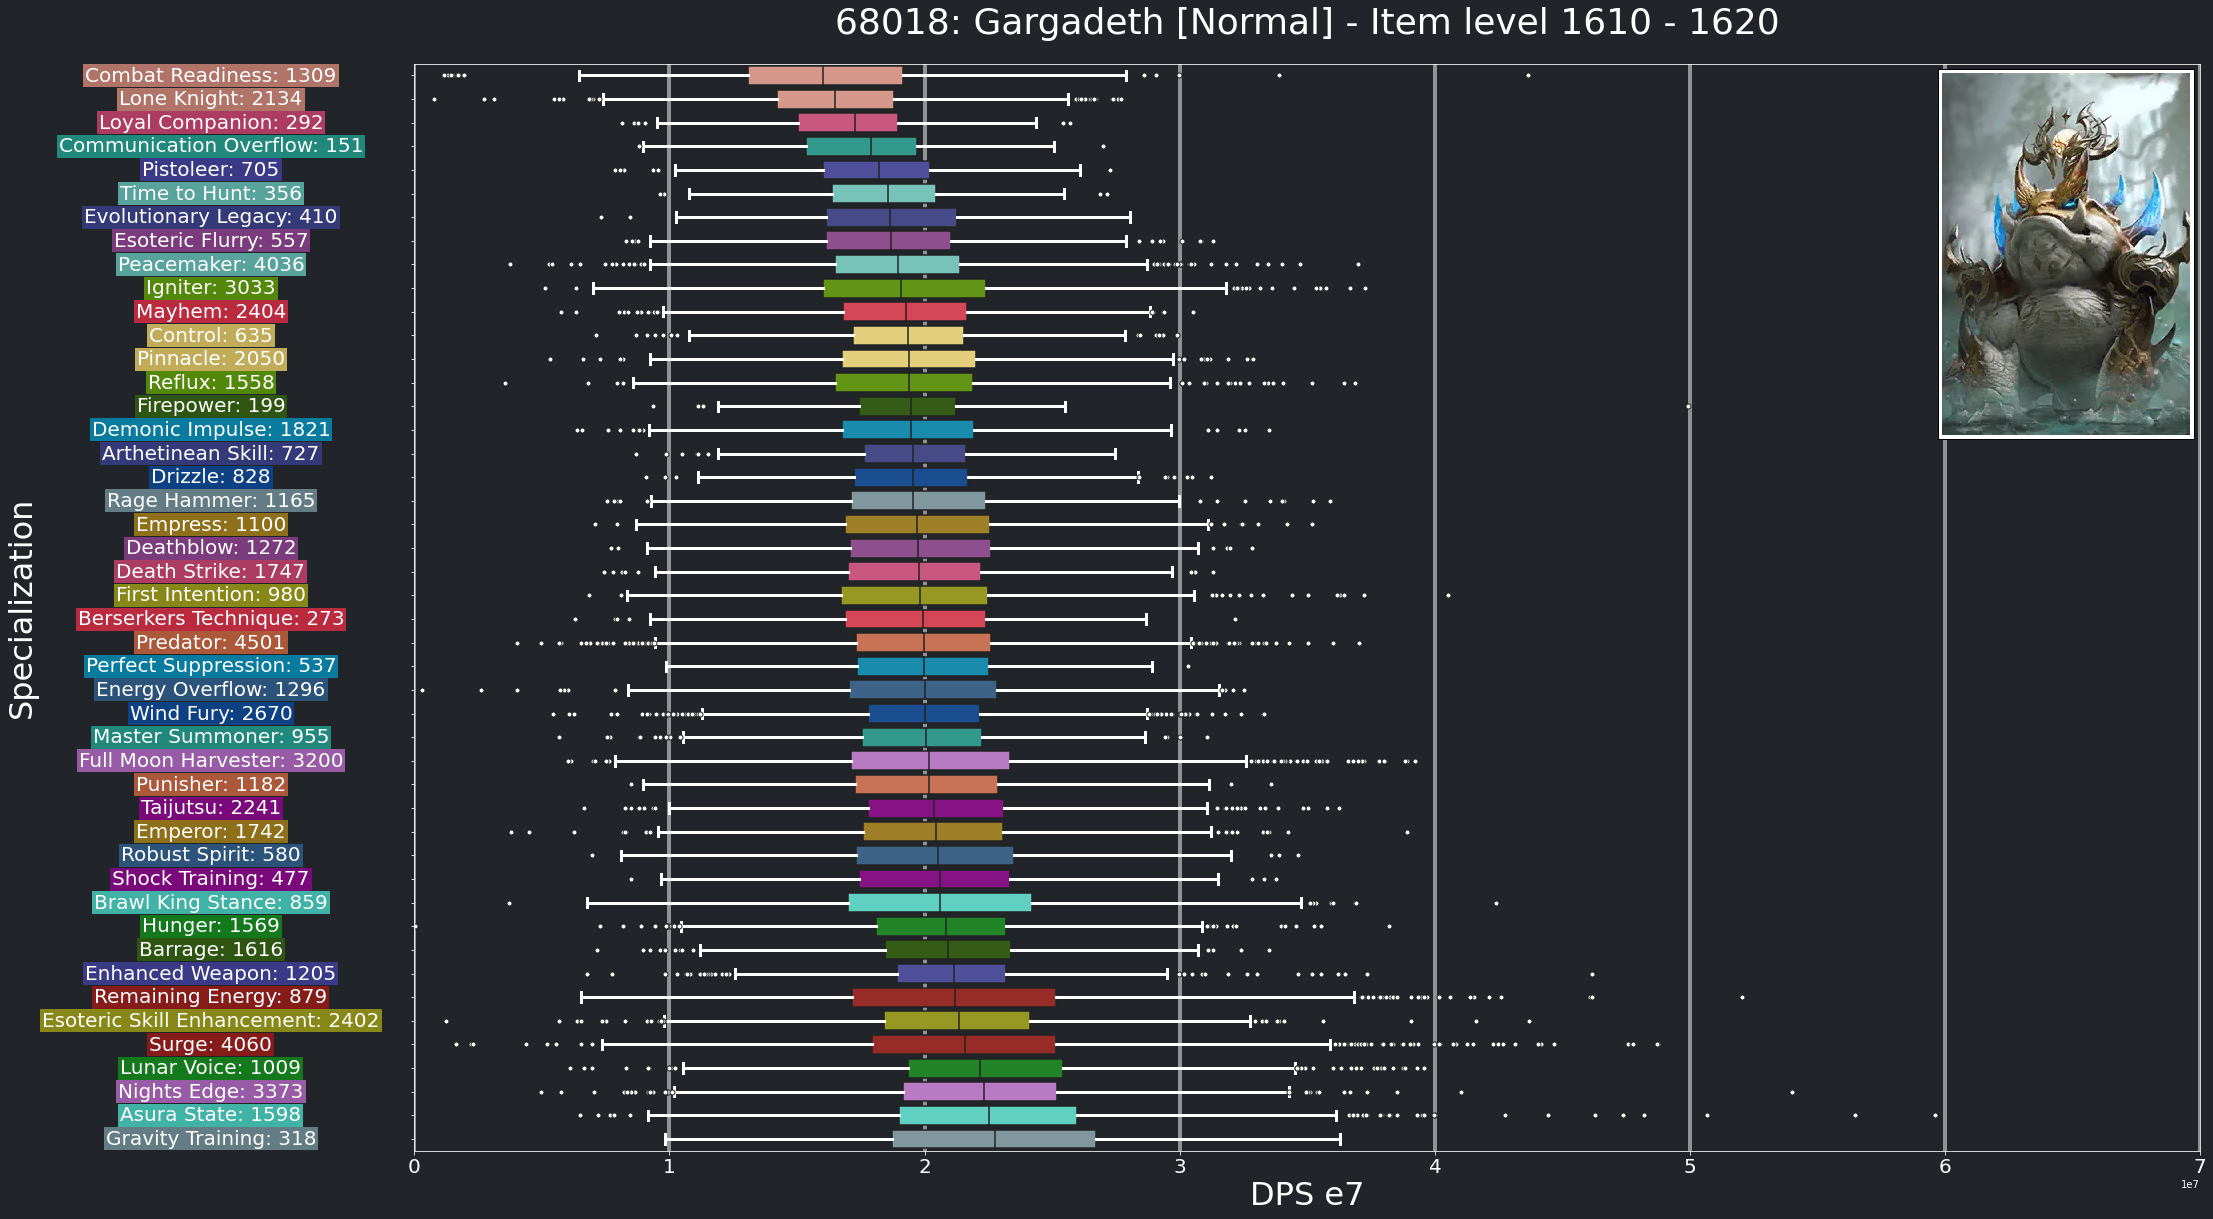 68018: Gargadeth [Normal] - Item level 1610 - 1620
Specialization
Combat Readiness: 1309
Lone Knight: 2134
Loyal Companion: 292
Communication Overflow: 151
Pistoleer: 705
Time to Hunt: 356
Evolutionary Legacy: 410
Esoteric Flurry: 557
Peacemaker: 4036
Igniter: 3033
Mayhem: 2404
Control: 635
Pinnacle: 2050
Reflux: 1558
Firepower: 199
Demonic Impulse: 1821
Arthetinean Skill: 727
Drizzle: 828
Rage Hammer: 1165
Empress: 1100
Deathblow: 1272
Death Strike: 1747
First Intention: 980
Berserkers Technique: 273
Predator: 4501
Perfect Suppression: 537
Energy Overflow: 1296
Wind Fury: 2670
Master Summoner: 955
Full Moon Harvester: 3200
Punisher: 1182
Taijutsu: 2241
Emperor: 1742
Robust Spirit: 580
Shock Training: 477
Brawl King Stance: 859
Hunger: 1569
Barrage: 1616
Enhanced Weapon: 1205
Remaining Energy: 879
Esoteric Skill Enhancement: 2402
Surge: 4060
Lunar Voice: 1009
Nights Edge: 3373
Asura State: 1598
Gravity Training: 318
0 1 2 3 4 5 6 7
1e7
DPS e7